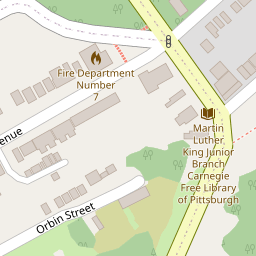 Fire Department
Number
7
Martin
Luther
King Junior
Branch
Carnegie
Free Library
of Pittsburgh
enue
Orbin Street